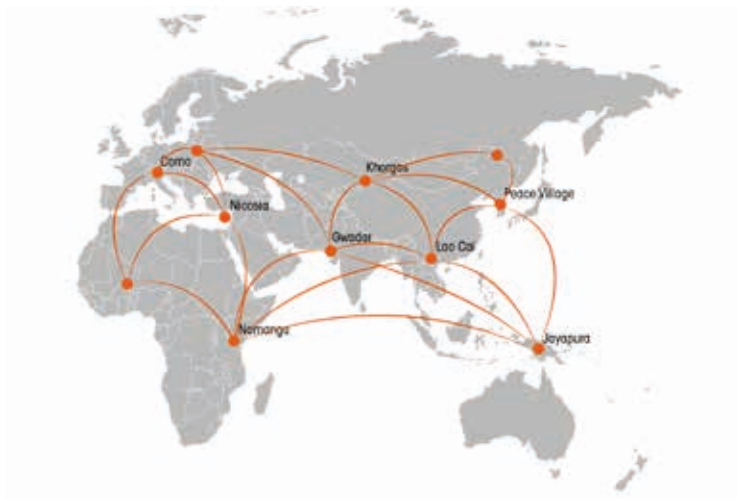 Como
Khorgos
Peace Village
Nicosia
Gwadar
Lao Cai
Namanga
Jayapura